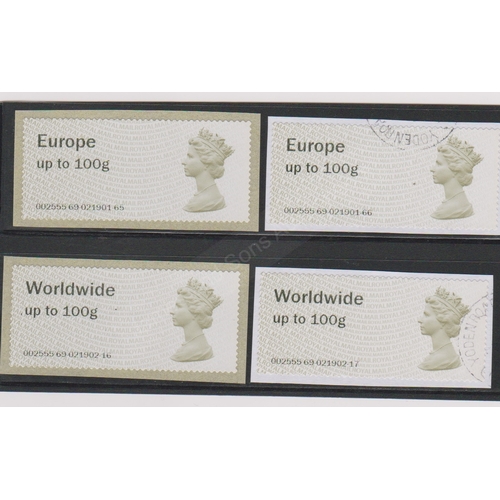 Europe
up to 100g
002555 69 021901-65
Europe
up to 100g
002555 69 021901-66
Worldwide
up to 100g
002555 69 021902-16
Worldwide
up to 100g
002555 69 021902-17